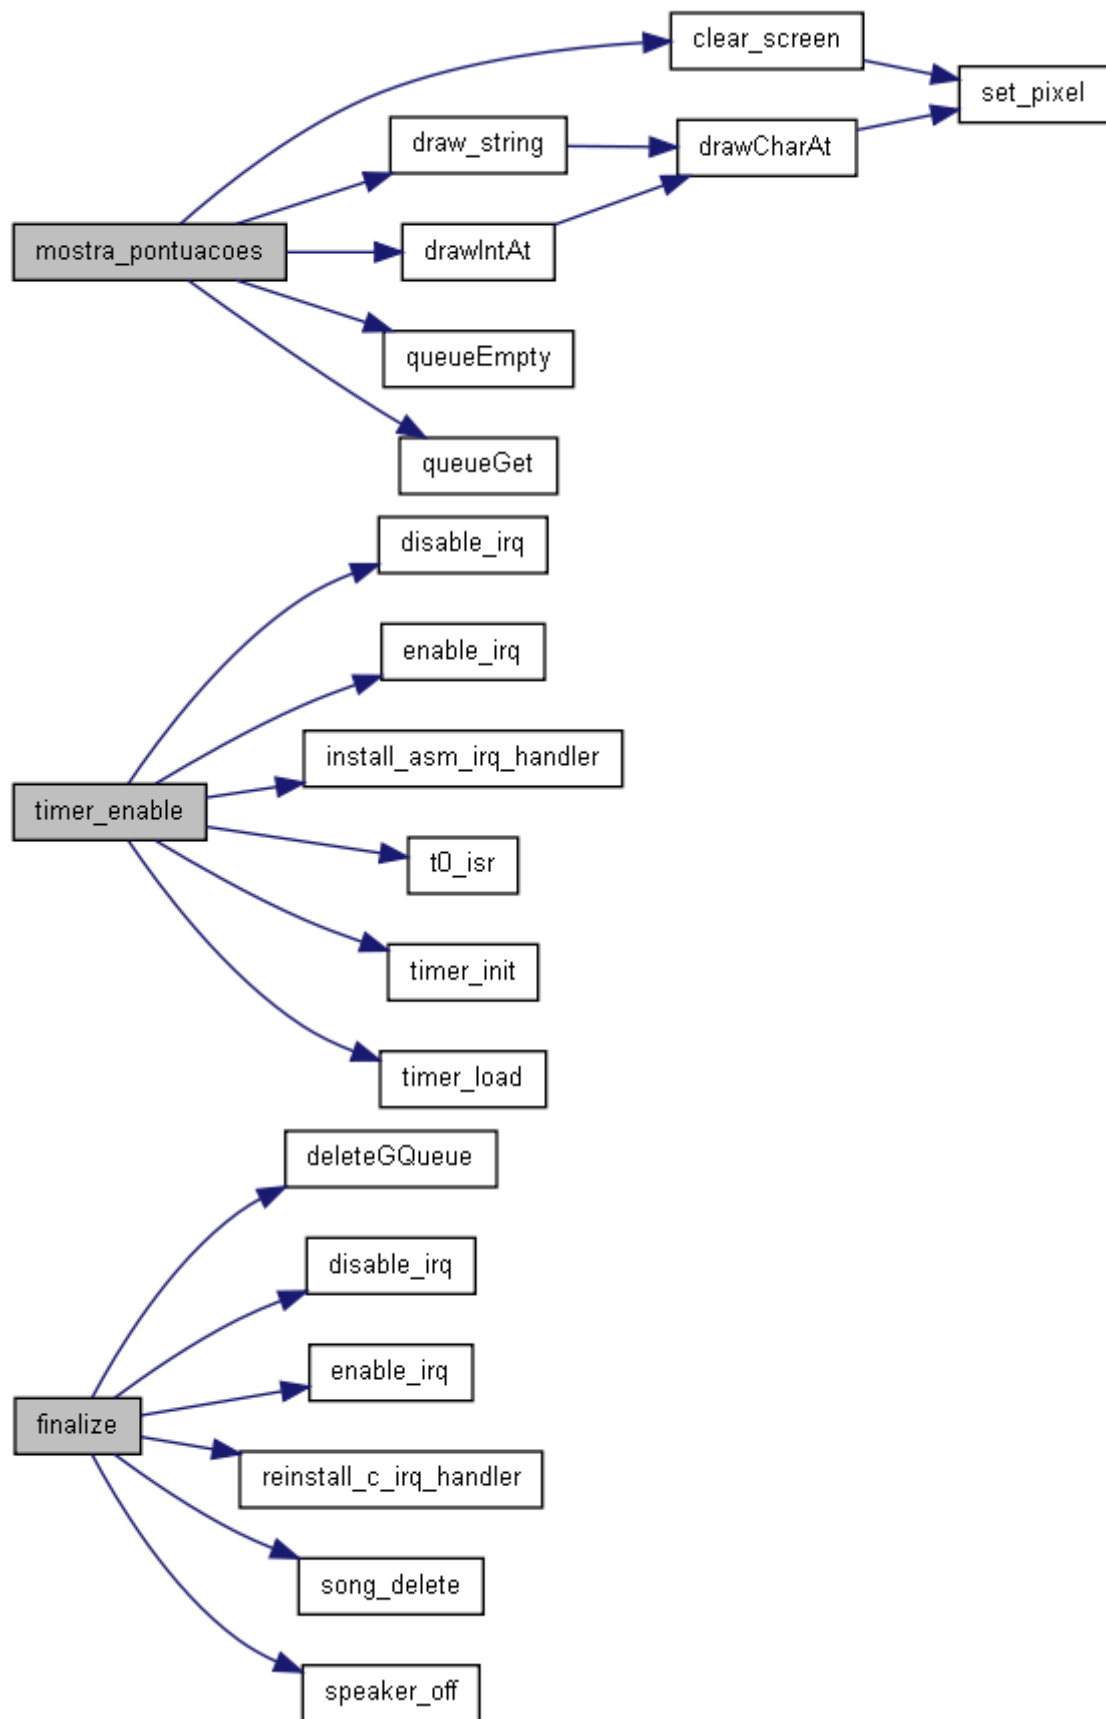 clear_screen
set_pixel
draw_string
drawCharAt
mostra_pontuacoes
drawIntAt
queueEmpty
queueGet
disable_irq
enable_irq
install_asm_irq_handler
timer_enable
t0_isr
timer_init
timer_load
deleteGQueue
disable_irq
enable_irq
finalize
reinstall_c_irq_handler
song_delete
speaker_off